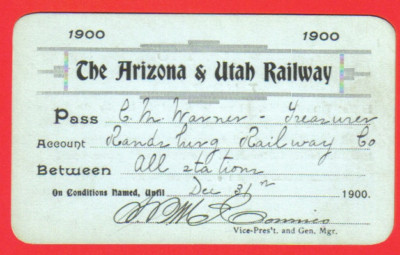 1900 1900
The Arizona & Utah Railway
Pass C. M. Warner - Treasurer
Account Randsburg Railway Co
Between All stations
On Conditions Named, Until Dec 31st 1900.
Vice-Pres't. and Gen. Mgr.